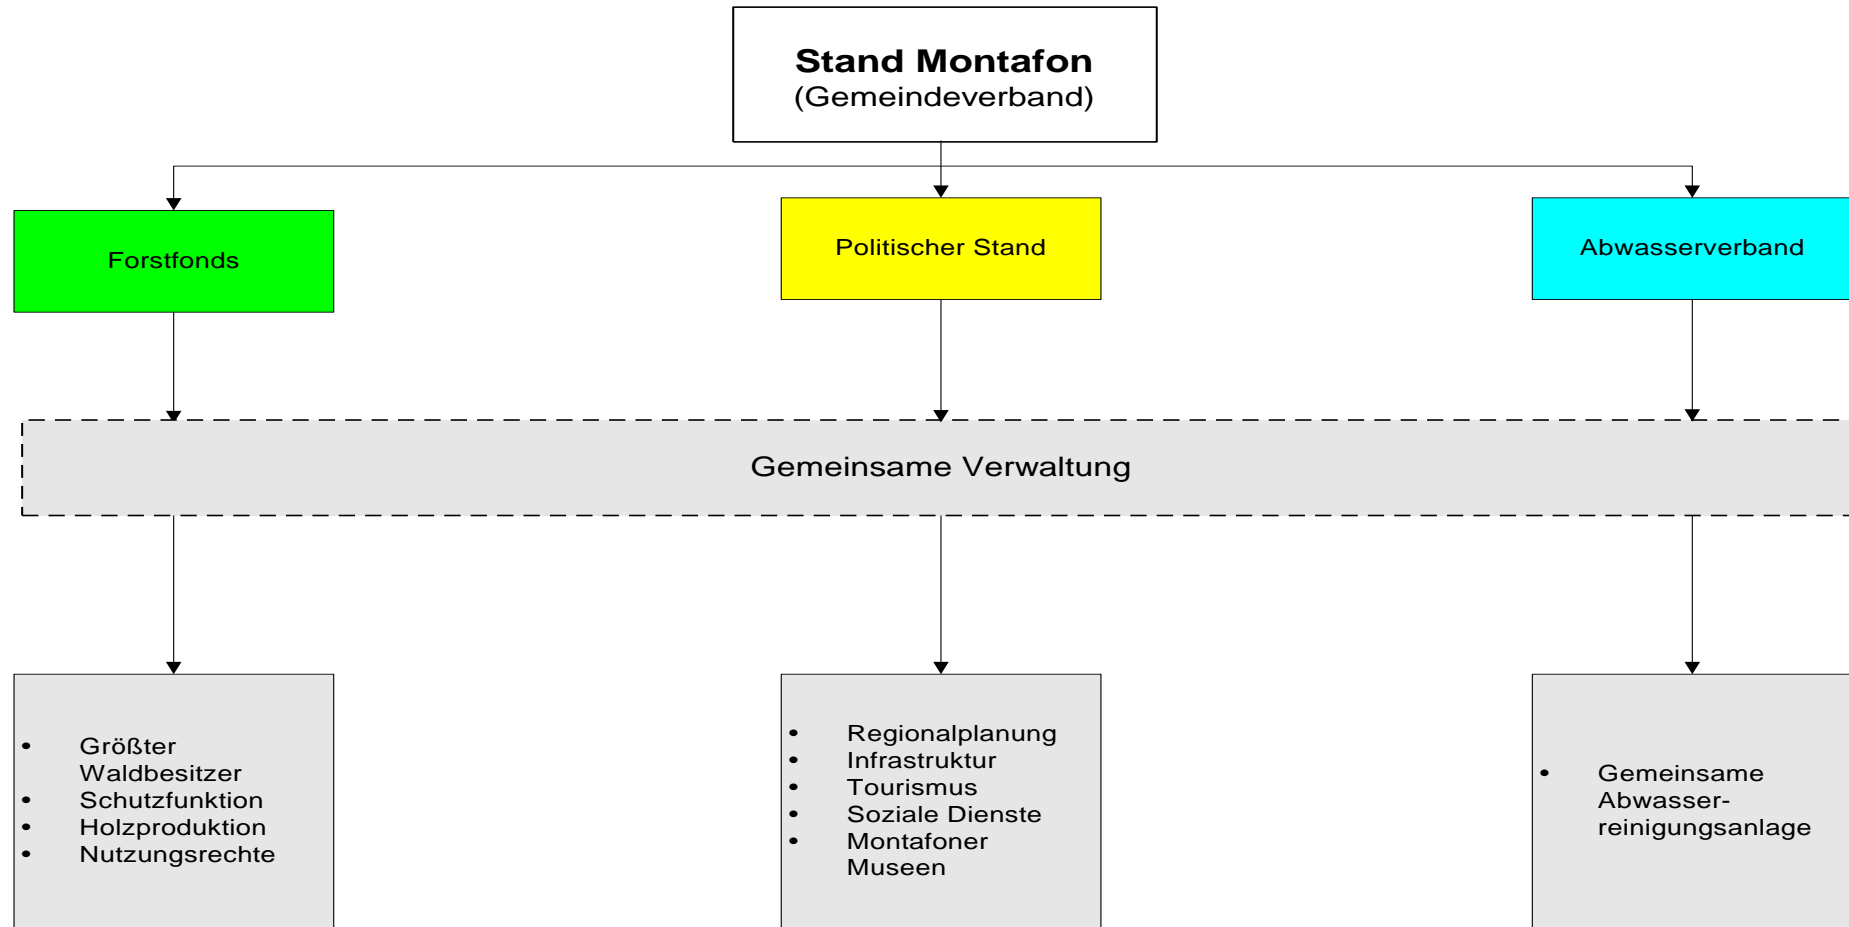 Stand Montafon
(Gemeindeverband)
Forstfonds
Politischer Stand
Abwasserverband
Gemeinsame Verwaltung
• Größter
Waldbesitzer
• Schutzfunktion
• Holzproduktion
• Nutzungsrechte
• Regionalplanung
• Infrastruktur
• Tourismus
• Soziale Dienste
• Montafoner
Museen
• Gemeinsame
Abwasser-
reinigungsanlage